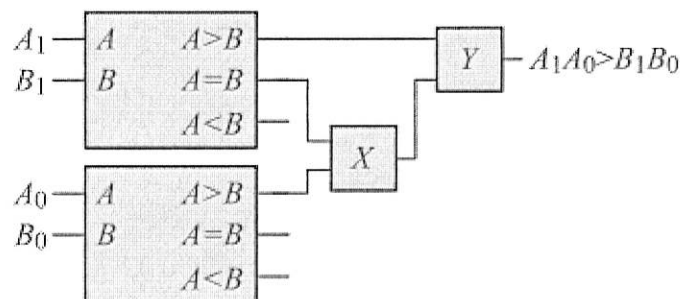 A₁ A A>B
B₁ B A=B
A<B
Y A₁A₀>B₁B₀
X
A₀ A A>B
B₀ B A=B
A<B